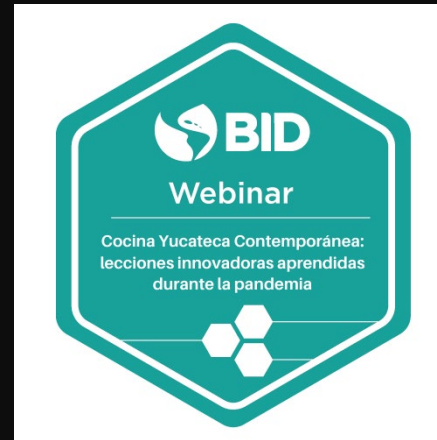 BID
Webinar
Cocina Yucateca Contemporánea:
lecciones innovadoras aprendidas
durante la pandemia